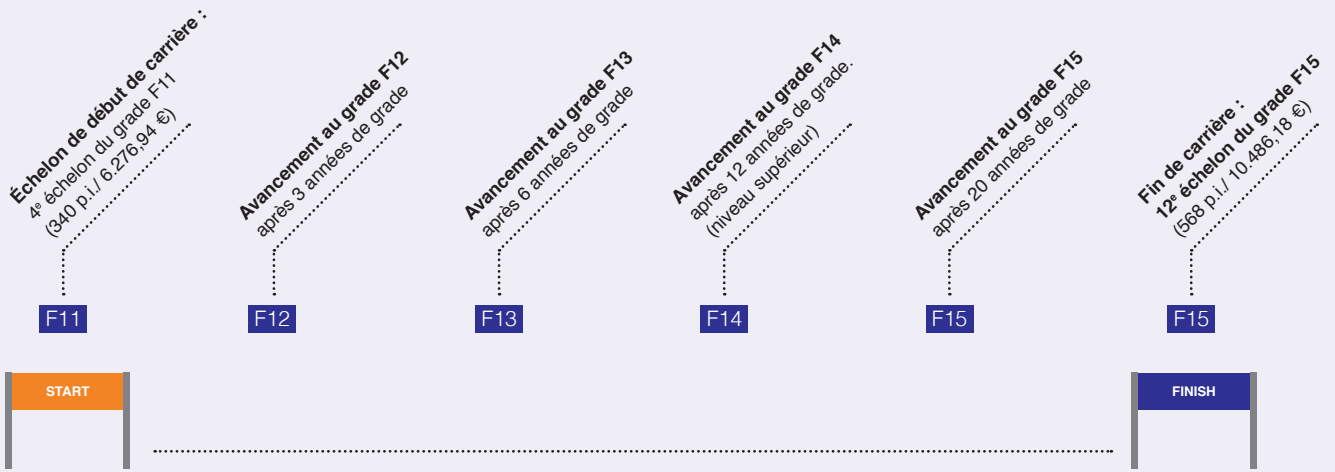 Échelon de début de carrière :
4e échelon du grade F11
(340 p.i./ 6.276,94 €)
Avancement au grade F12
après 3 années de grade
Avancement au grade F13
après 6 années de grade
Avancement au grade F14
après 12 années de grade.
(niveau supérieur)
Avancement au grade F15
après 20 années de grade
Fin de carrière :
12e échelon du grade F15
(568 p.i./ 10.486,18 €)
F11
F12
F13
F14
F15
F15
START
FINISH